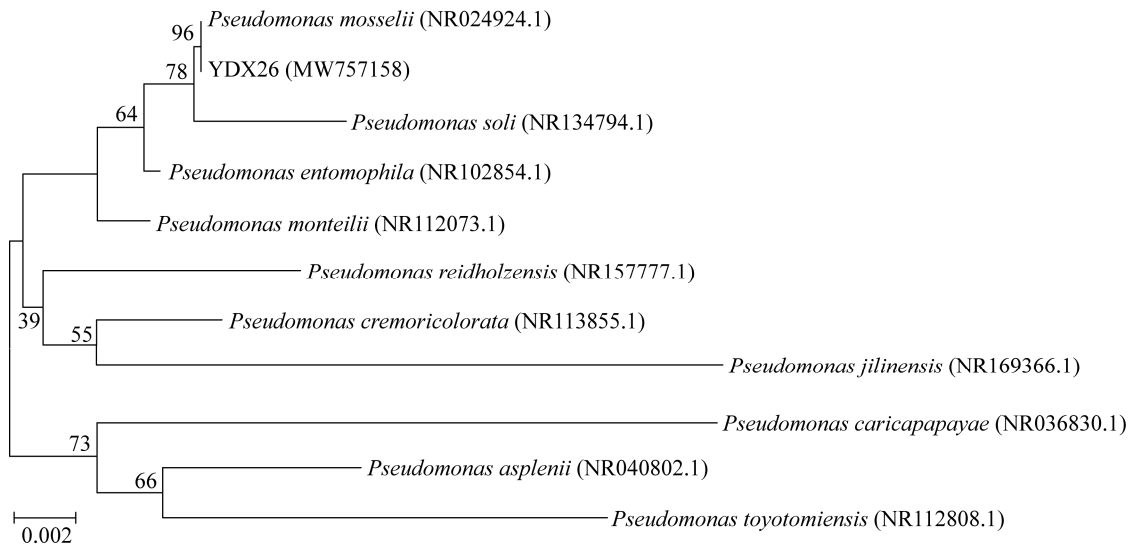 Pseudomonas mosselii (NR024924.1)
96
YDX26 (MW757158)
78
64
Pseudomonas soli (NR134794.1)
Pseudomonas entomophila (NR102854.1)
Pseudomonas monteilii (NR112073.1)
Pseudomonas reidholzensis (NR157777.1)
39
Pseudomonas cremoricolorata (NR113855.1)
55
Pseudomonas jilinensis (NR169366.1)
Pseudomonas caricapapayae (NR036830.1)
73
Pseudomonas asplenii (NR040802.1)
66
Pseudomonas toyotomiensis (NR112808.1)
0.002